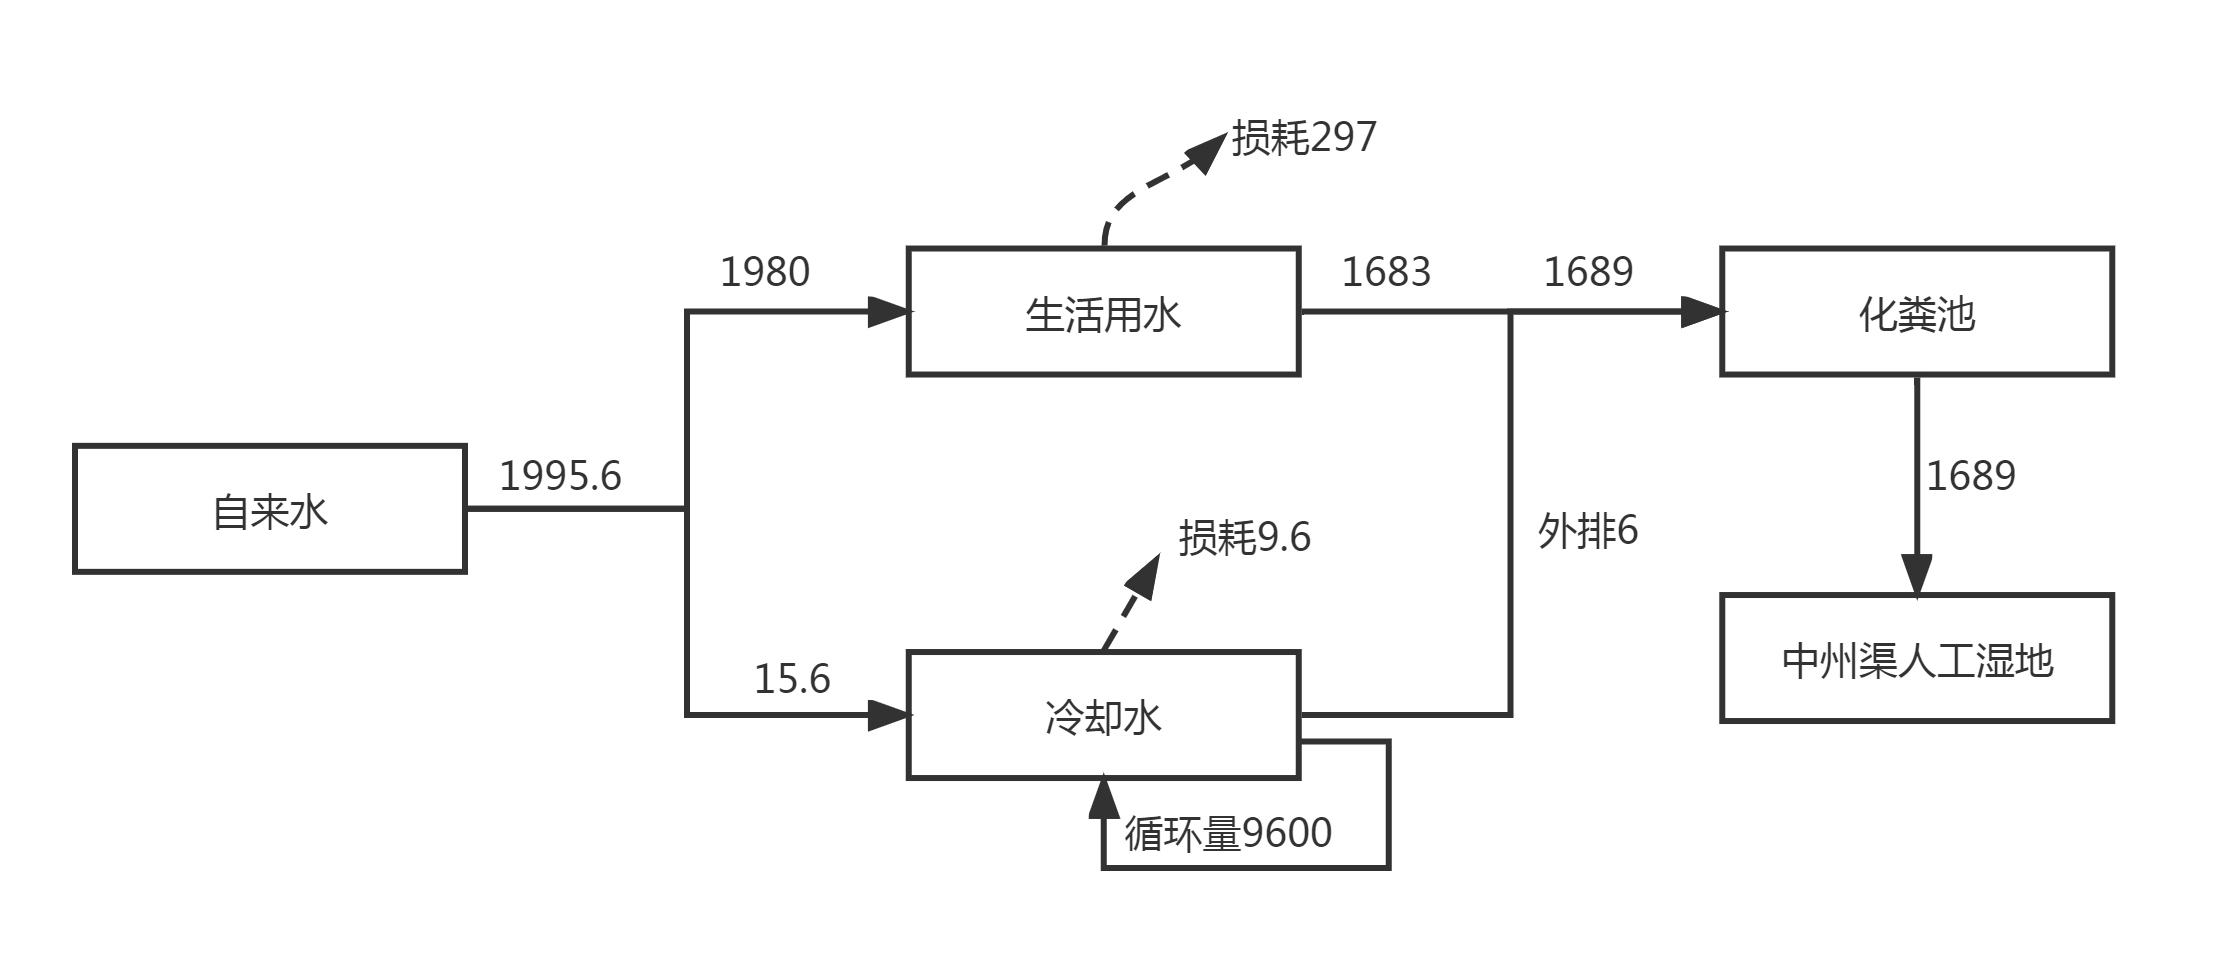 损耗297
1980
1683
1689
生活用水
化粪池
1995.6
1689
自来水
损耗9.6
外排6
15.6
中州渠人工湿地
冷却水
循环量9600